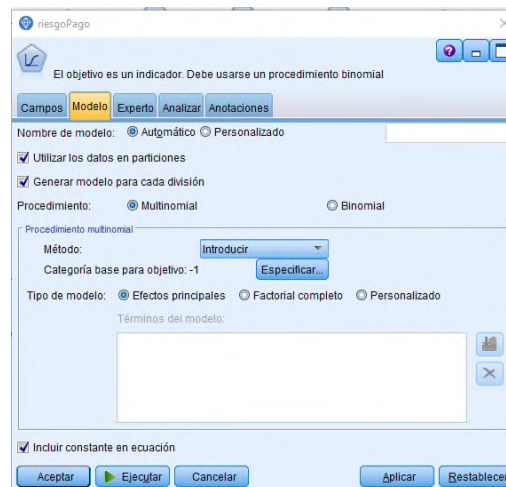 riesgoPago
El objetivo es un indicador. Debe usarse un procedimiento binomial
Campos Modelo Experto Analizar Anotaciones
Nombre de modelo: Automático Personalizado
Utilizar los datos en particiones
Generar modelo para cada división
Procedimiento: Multinomial Binomial
Procedimiento multinomial
Método: Introducir
Categoría base para objetivo: -1 Especificar...
Tipo de modelo: Efectos principales Factorial completo Personalizado
Términos del modelo:
Incluir constante en ecuación
Aceptar Ejecutar Cancelar Aplicar Restablecer